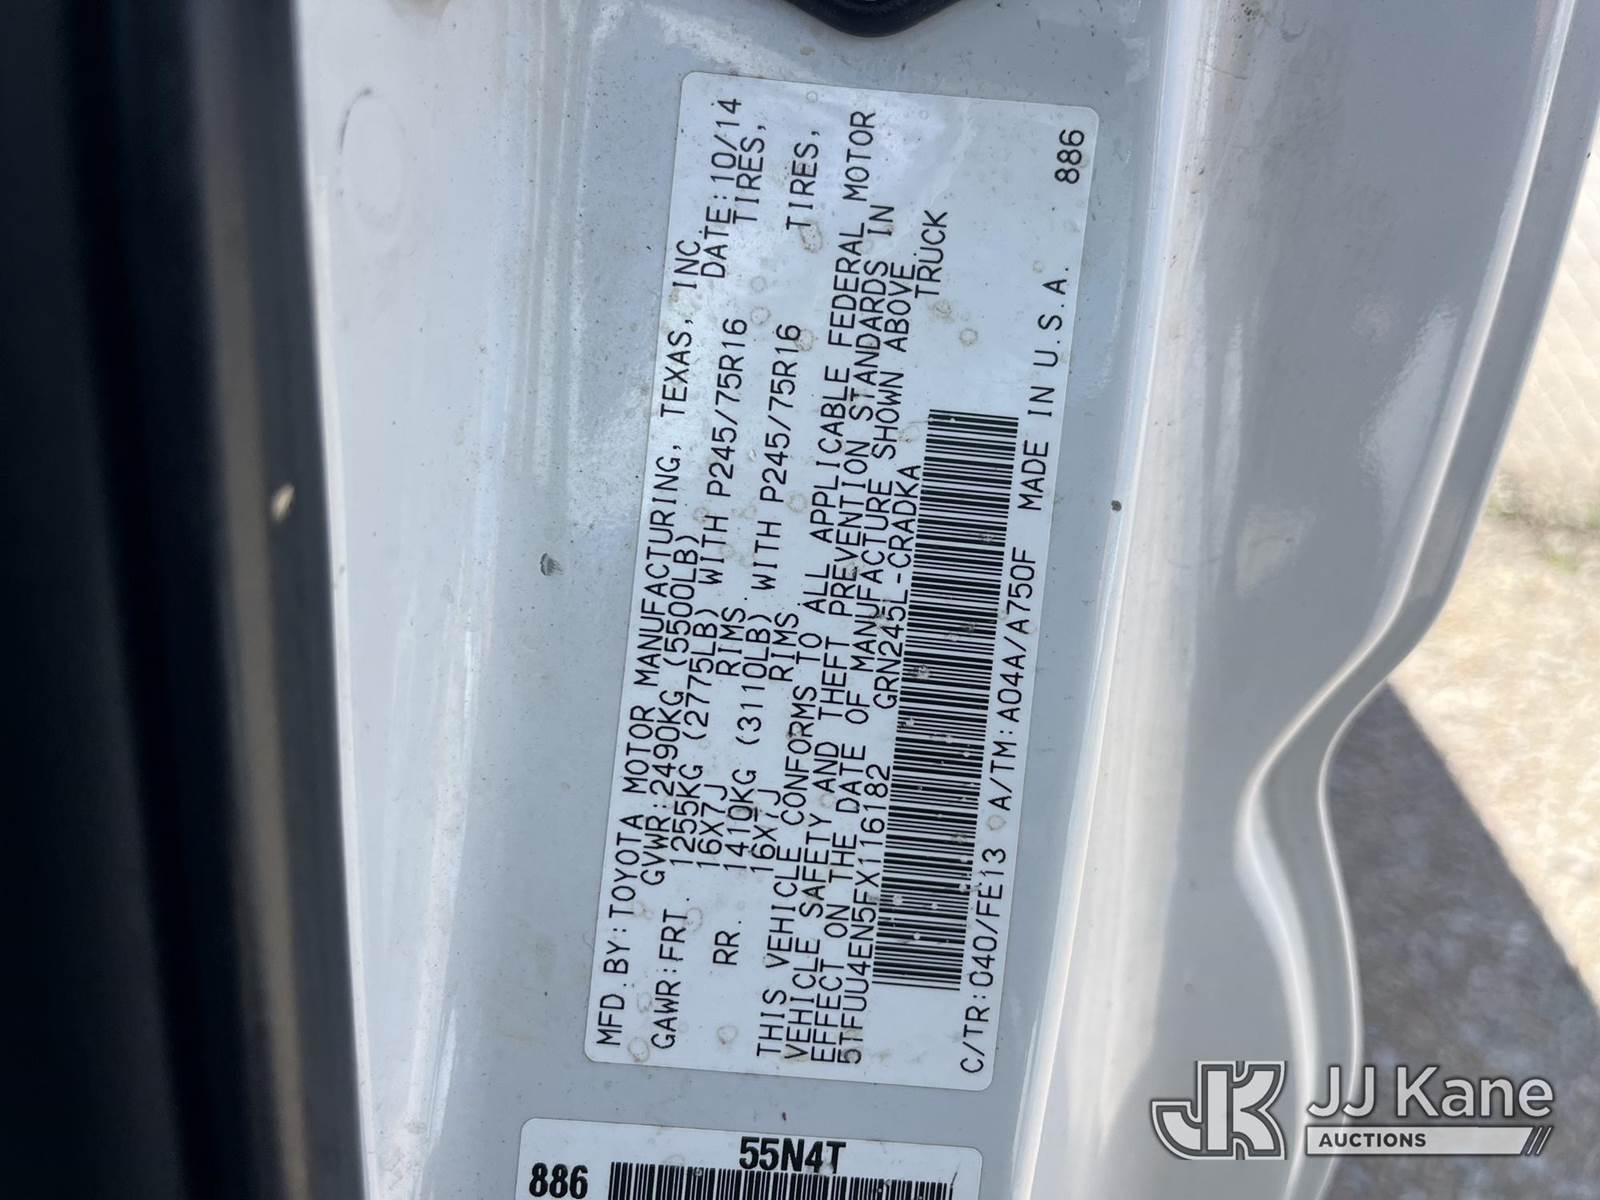 MFD.BY:TOYOTA MOTOR MANUFACTURING, TEXAS, INC.
GVWR:2490KG (5500LB) DATE:10/14
GAWR:FRT. 1255KG (2775LB) WITH P245/75R16 TIRES,
16X7J RIMS.
RR. 1410KG (3110LB) WITH P245/75R16 TIRES,
16X7J RIMS
THIS VEHICLE CONFORMS TO ALL APPLICABLE FEDERAL MOTOR
VEHICLE SAFETY AND THEFT PREVENTION STANDARDS IN
EFFECT ON THE DATE OF MANUFACTURE SHOWN ABOVE.
5TFUU4EN5FX116182 GRN245L-CRADKA TRUCK
C/TR:040/FE13 A/TM:A04A/A750F MADE IN U.S.A. 886
55N4T
886
JK JJ Kane
AUCTIONS